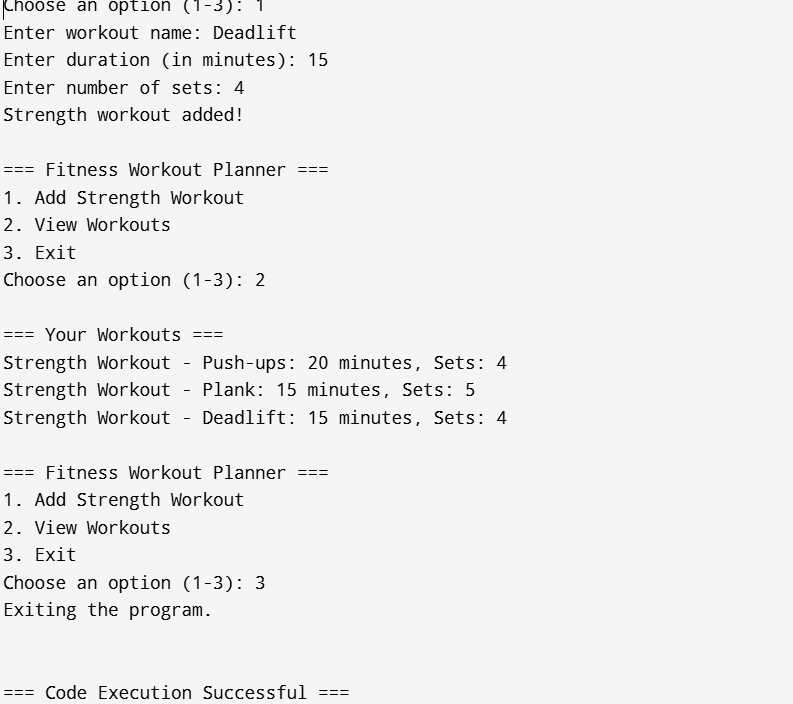 Choose an option (1-3): 1
Enter workout name: Deadlift
Enter duration (in minutes): 15
Enter number of sets: 4
Strength workout added!
=== Fitness Workout Planner ===
1. Add Strength Workout
2. View Workouts
3. Exit
Choose an option (1-3): 2
=== Your Workouts ===
Strength Workout - Push-ups: 20 minutes, Sets: 4
Strength Workout - Plank: 15 minutes, Sets: 5
Strength Workout - Deadlift: 15 minutes, Sets: 4
=== Fitness Workout Planner ===
1. Add Strength Workout
2. View Workouts
3. Exit
Choose an option (1-3): 3
Exiting the program.
=== Code Execution Successful ===